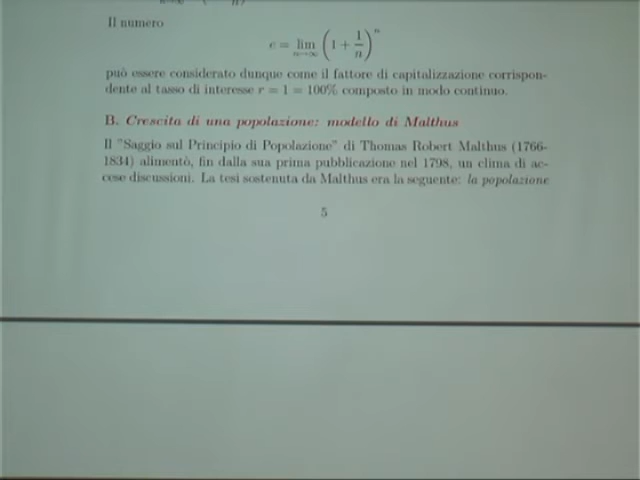 Il numero
e = lim n→∞ (1 + 1/n)^n
può essere considerato dunque come il fattore di capitalizzazione corrispon-
dente al tasso di interesse r = 1 = 100% composto in modo continuo.
B. Crescita di una popolazione: modello di Malthus
Il "Saggio sul Principio di Popolazione" di Thomas Robert Malthus (1766-
1834) alimentò, fin dalla sua prima pubblicazione nel 1798, un clima di ac-
cese discussioni. La tesi sostenuta da Malthus era la seguente: la popolazione
5